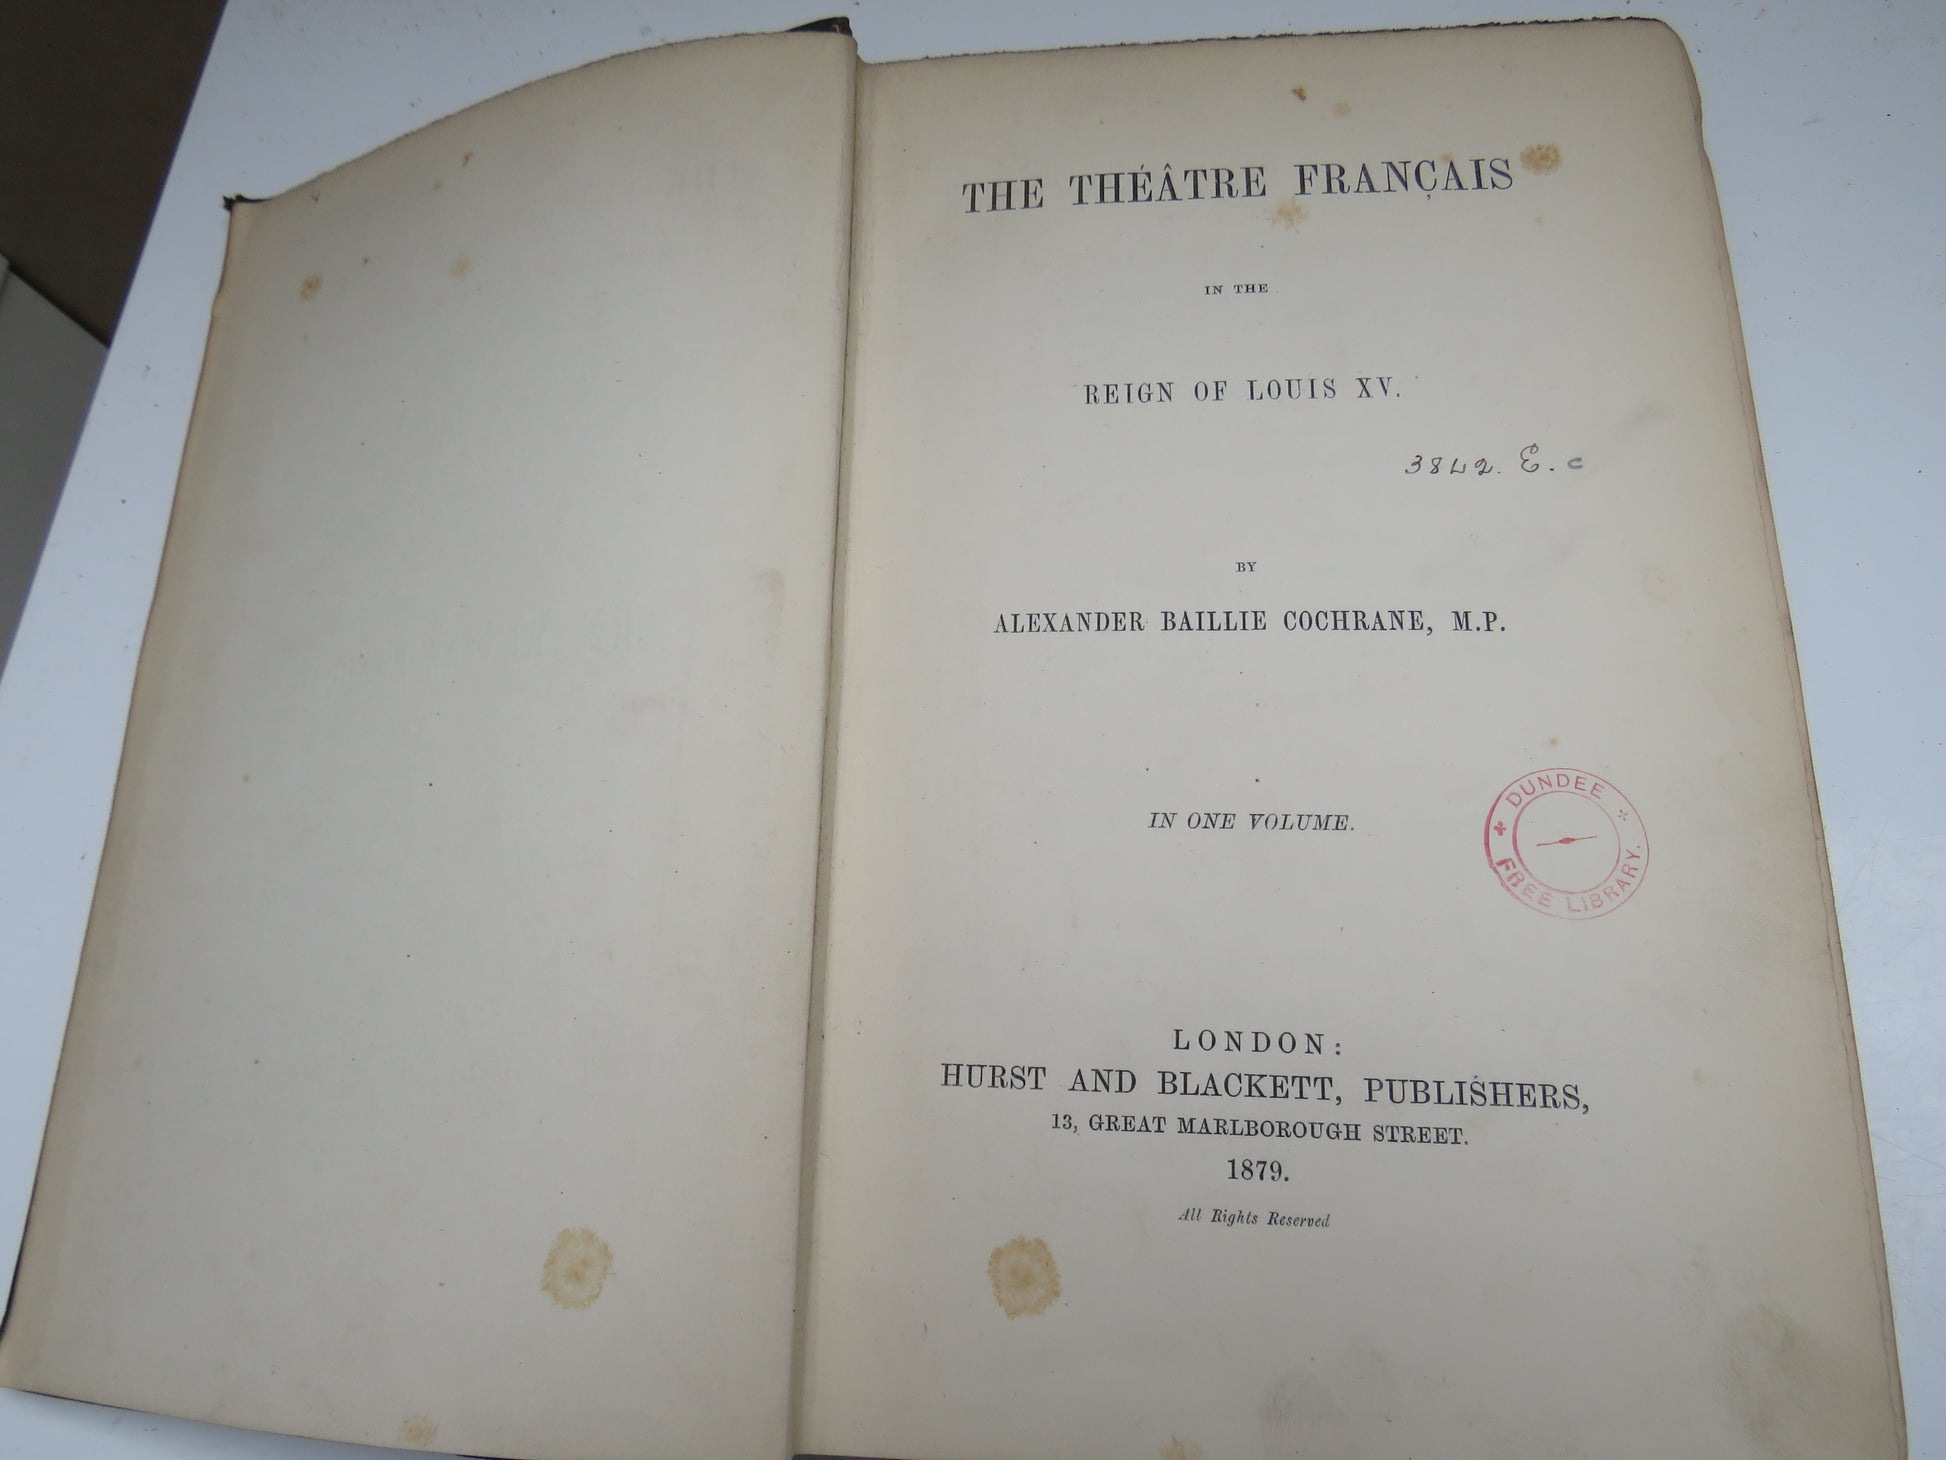 THE THÉÂTRE FRANÇAIS
IN THE
REIGN OF LOUIS XV.
3842. E. c
BY
ALEXANDER BAILLIE COCHRANE, M.P.
IN ONE VOLUME.
DUNDEE
FREE LIBRARY.
LONDON:
HURST AND BLACKETT, PUBLISHERS,
13, GREAT MARLBOROUGH STREET.
1879.
All Rights Reserved